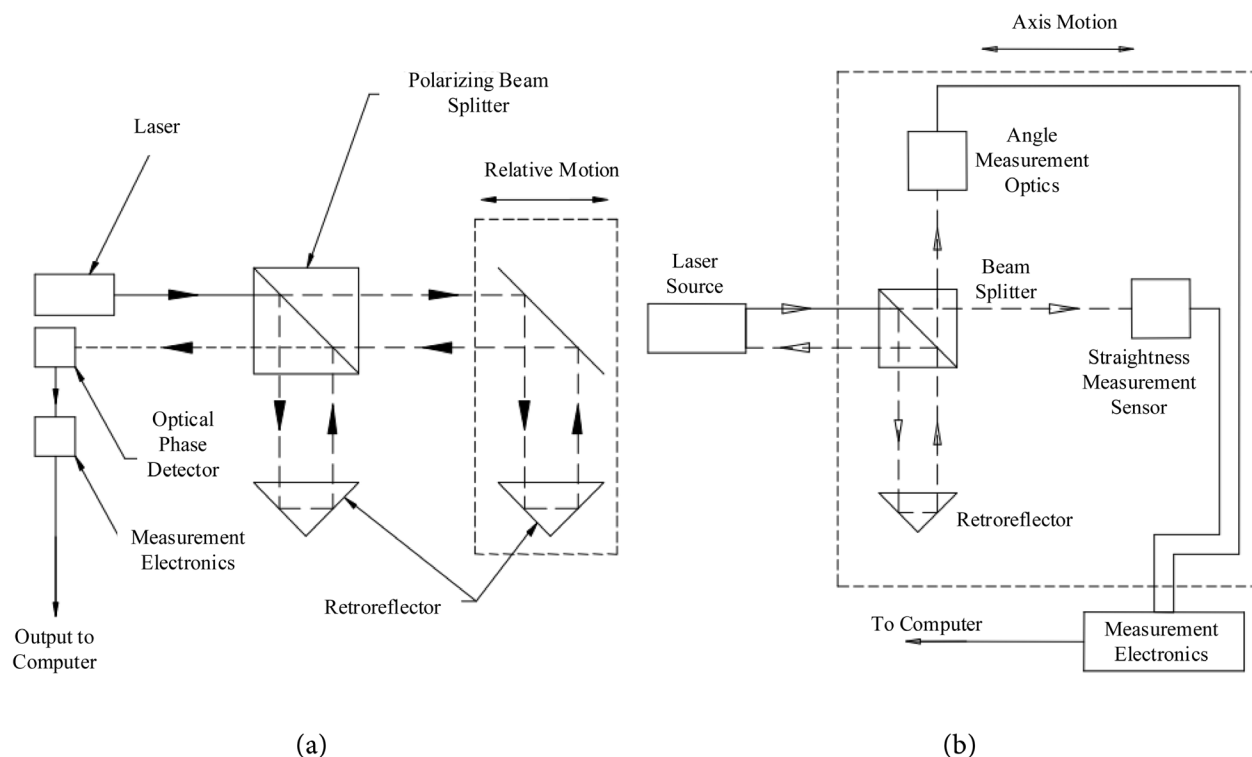 Polarizing Beam
Splitter
Laser
Relative Motion
Optical
Phase
Detector
Measurement
Electronics
Retroreflector
Output to
Computer
(a)
Axis Motion
Angle
Measurement
Optics
Laser
Source
Beam
Splitter
Straightness
Measurement
Sensor
Retroreflector
To Computer
Measurement
Electronics
(b)